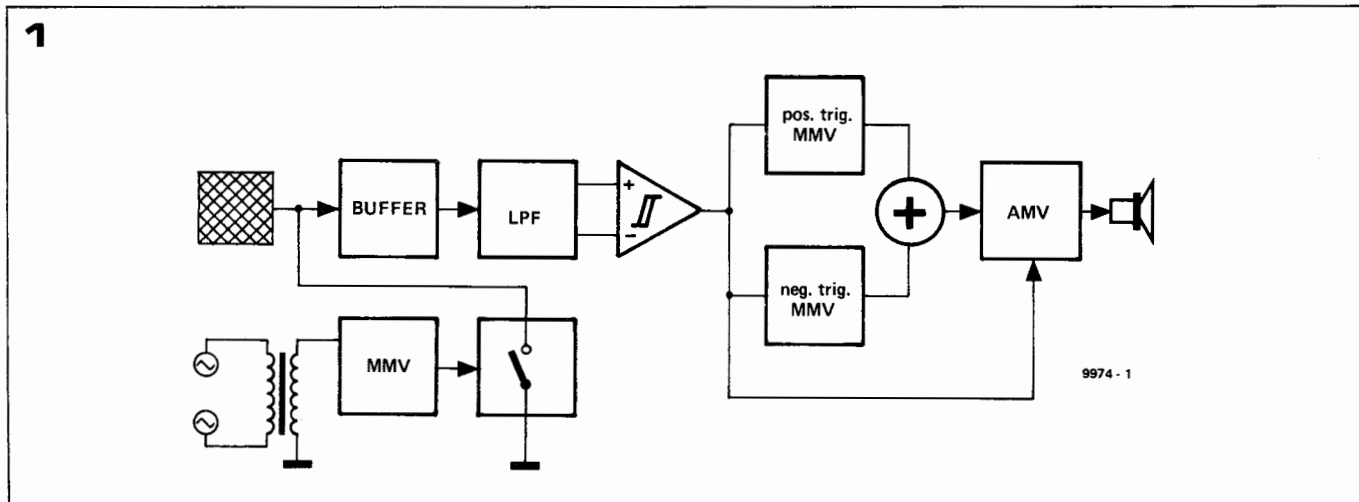 1
pos. trig.
MMV
BUFFER
LPF
+
−
+
AMV
neg. trig.
MMV
MMV
9974 - 1